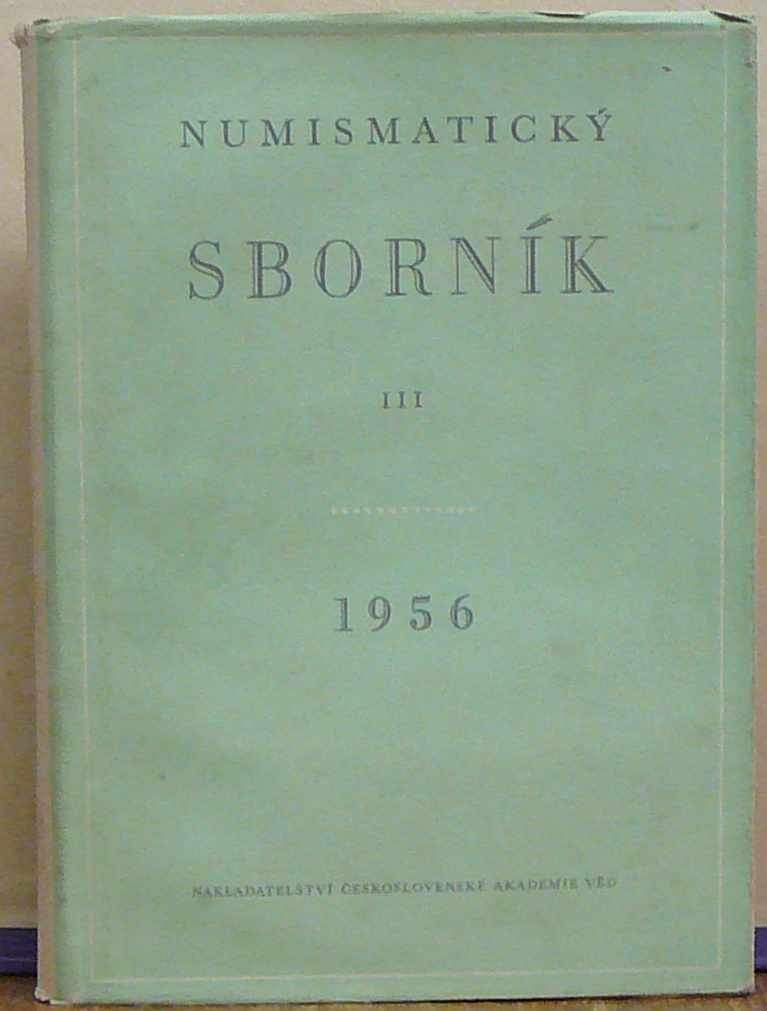 NUMISMATICKÝ
SBORNÍK
III
1956
NAKLADATELSTVÍ ČESKOSLOVENSKÉ AKADEMIE VĚD